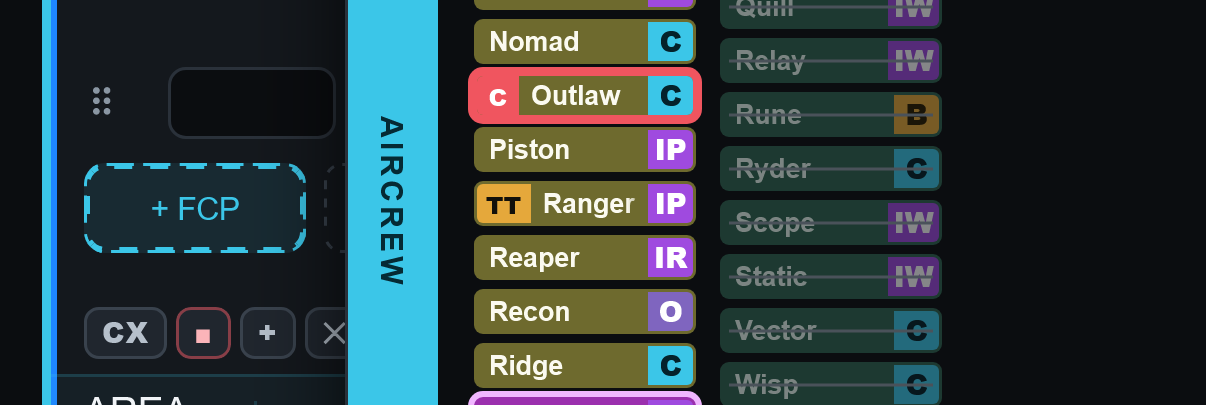 + FCP
CX
+
AREA
AIRCREW
Nomad C
C Outlaw C
Piston IP
TT Ranger IP
Reaper IR
Recon O
Ridge C
Quill IW
Relay IW
Rune B
Ryder C
Scope IW
Static IW
Vector C
Wisp C